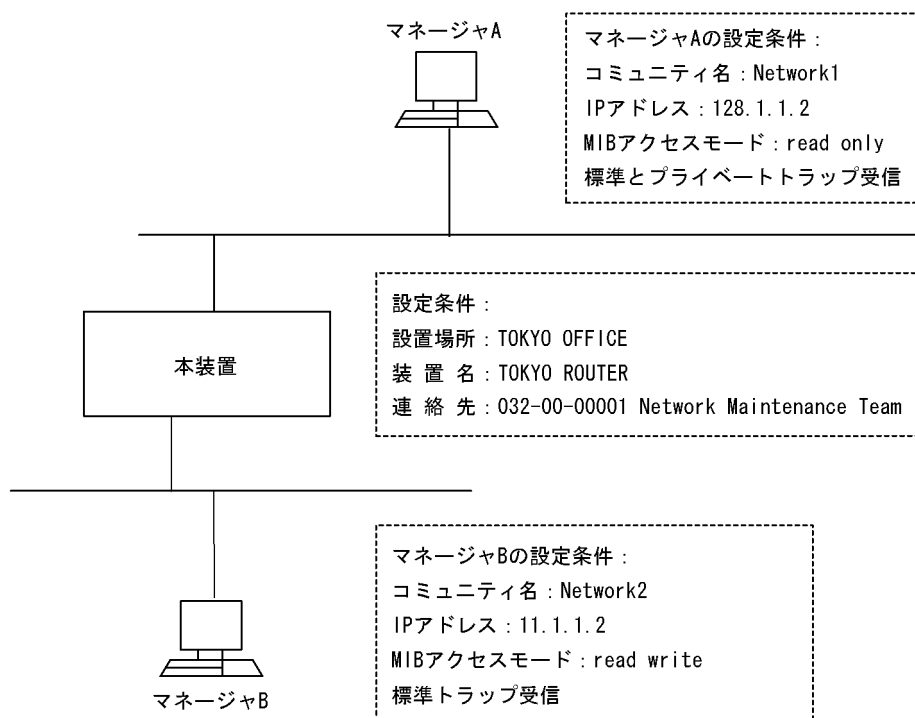 マネージャA
マネージャAの設定条件：
コミュニティ名：Network1
IPアドレス：128.1.1.2
MIBアクセスモード：read only
標準とプライベートトラップ受信
本装置
設定条件：
設置場所：TOKYO OFFICE
装 置 名：TOKYO ROUTER
連 絡 先：032-00-00001 Network Maintenance Team
マネージャBの設定条件：
コミュニティ名：Network2
IPアドレス：11.1.1.2
MIBアクセスモード：read write
標準トラップ受信
マネージャB